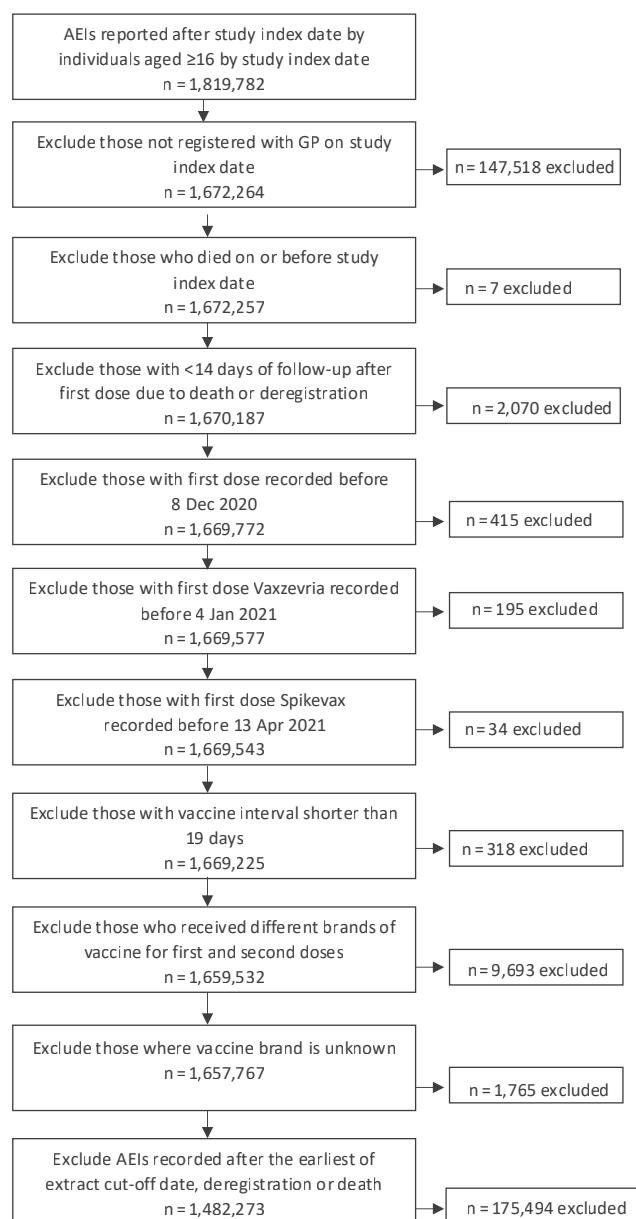 AEIs reported after study index date by
individuals aged ≥16 by study index date
n = 1,819,782
Exclude those not registered with GP on study
index date
n = 1,672,264
n = 147,518 excluded
Exclude those who died on or before study
index date
n = 1,672,257
n = 7 excluded
Exclude those with <14 days of follow-up after
first dose due to death or deregistration
n = 1,670,187
n = 2,070 excluded
Exclude those with first dose recorded before
8 Dec 2020
n = 1,669,772
n = 415 excluded
Exclude those with first dose Vaxzevria recorded
before 4 Jan 2021
n = 1,669,577
n = 195 excluded
Exclude those with first dose Spikevax
recorded before 13 Apr 2021
n = 1,669,543
n = 34 excluded
Exclude those with vaccine interval shorter than
19 days
n = 1,669,225
n = 318 excluded
Exclude those who received different brands of
vaccine for first and second doses
n = 1,659,532
n = 9,693 excluded
Exclude those where vaccine brand is unknown
n = 1,657,767
n = 1,765 excluded
Exclude AEIs recorded after the earliest of
extract cut-off date, deregistration or death
n = 1,482,273
n = 175,494 excluded